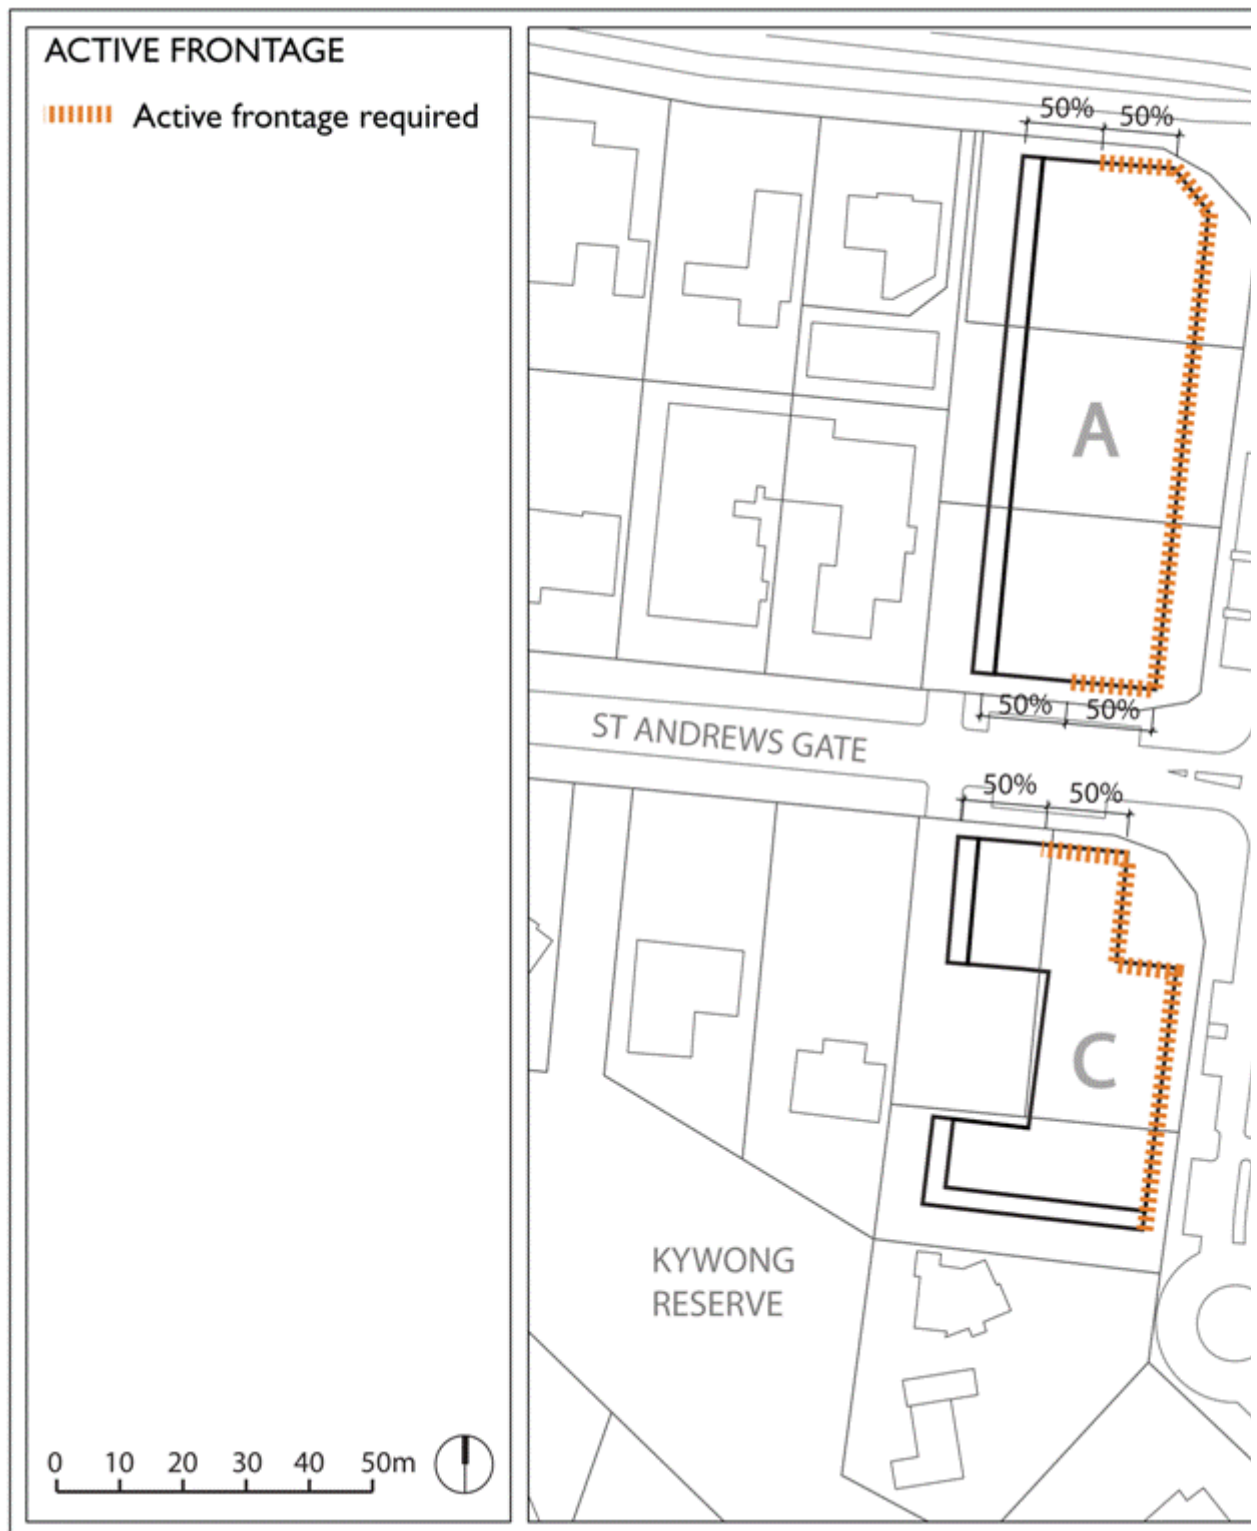 ACTIVE FRONTAGE
Active frontage required
0 10 20 30 40 50m
50% 50%
A
50% 50%
ST ANDREWS GATE
50% 50%
C
KYWONG
RESERVE